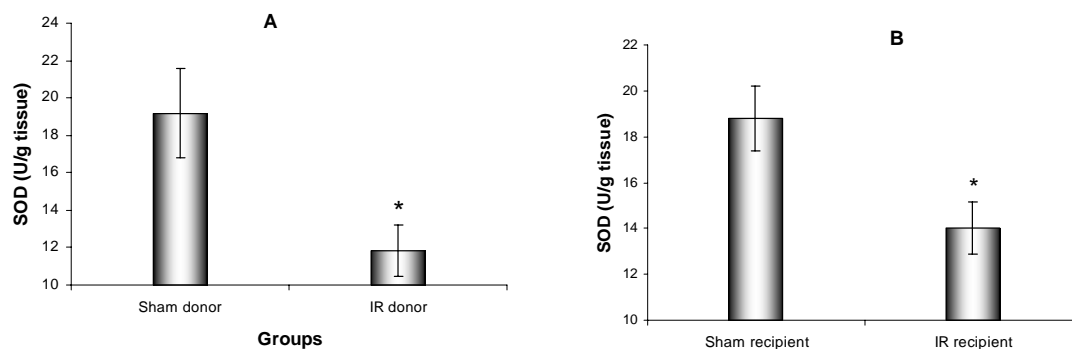 A
SOD (U/g tissue)
24
22
20
18
16
14
12
10
*
Sham donor
IR donor
Groups
B
SOD (U/g tissue)
22
20
18
16
14
12
10
*
Sham recipient
IR recipient